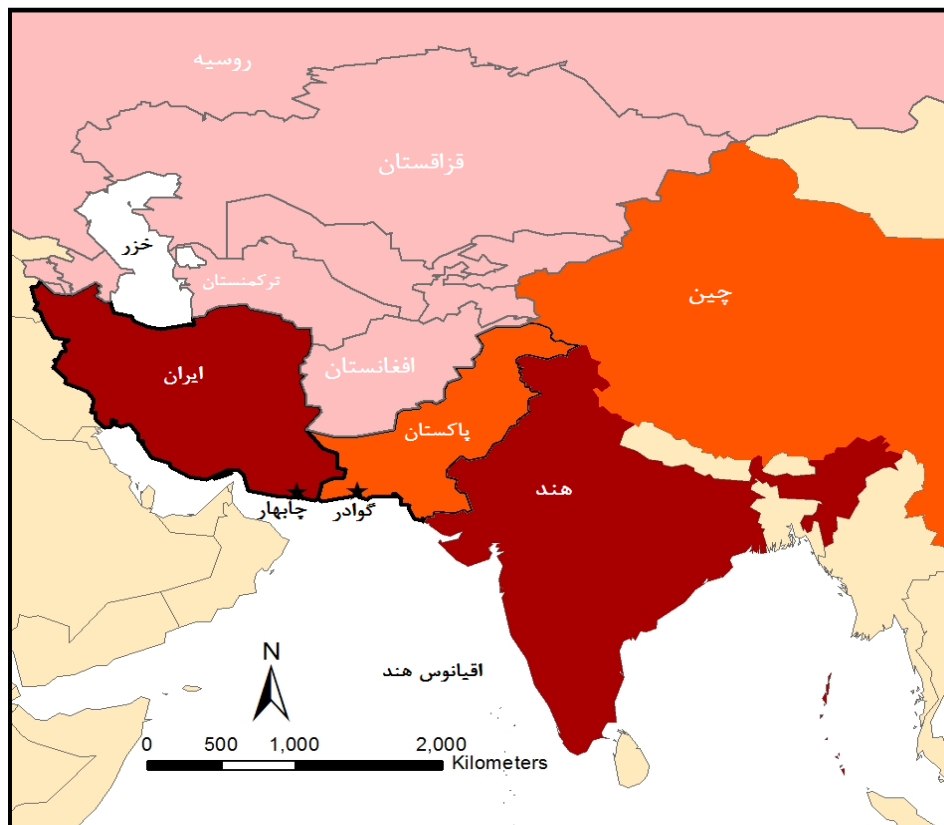 روسیه
قزاقستان
خزر
ترکمنستان
چین
افغانستان
ایران
پاکستان
هند
چابهار
گوادر
اقیانوس هند
N
0 500 1,000 2,000
Kilometers